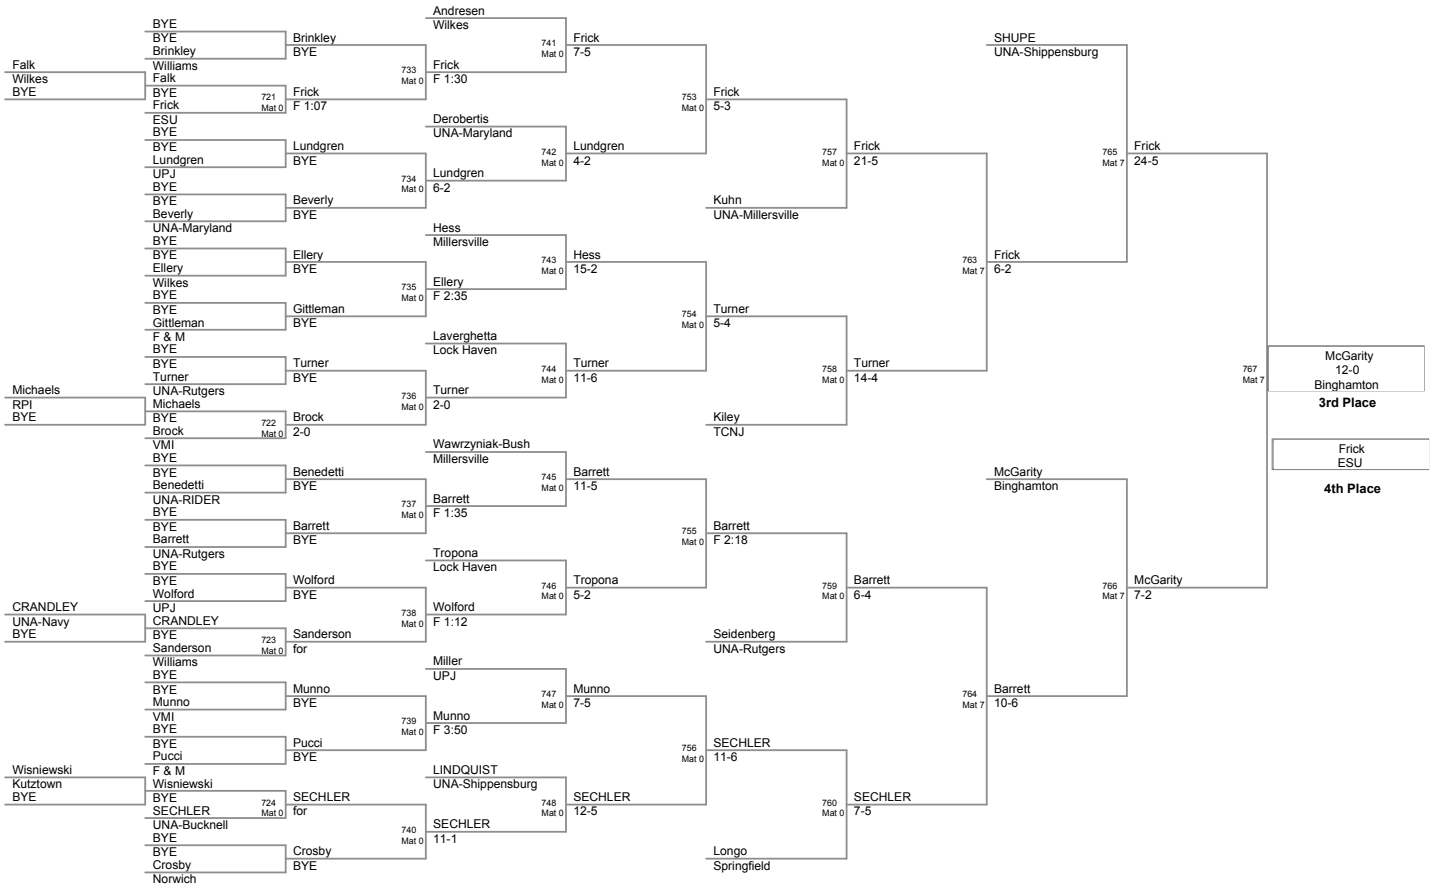 Falk
Wilkes
BYE
Michaels
RPI
BYE
CRANDLEY
UNA-Navy
BYE
Wisniewski
Kutztown
BYE
BYE
BYE
Brinkley
Williams
Falk
BYE
Frick
ESU
BYE
BYE
Lundgren
UPJ
BYE
BYE
Beverly
UNA-Maryland
BYE
BYE
Ellery
Wilkes
BYE
BYE
Gittleman
F & M
BYE
BYE
Turner
UNA-Rutgers
Michaels
BYE
Brock
VMI
BYE
BYE
Benedetti
UNA-RIDER
BYE
BYE
Barrett
UNA-Rutgers
BYE
BYE
Wolford
UPJ
CRANDLEY
BYE
Sanderson
Williams
BYE
BYE
Munno
VMI
BYE
BYE
Pucci
F & M
Wisniewski
BYE
SECHLER
UNA-Bucknell
BYE
BYE
Crosby
Norwich
721
Mat 0
722
Mat 0
723
Mat 0
724
Mat 0
Brinkley
BYE
Frick
F 1:07
Lundgren
BYE
Beverly
BYE
Ellery
BYE
Gittleman
BYE
Turner
BYE
Brock
2-0
Benedetti
BYE
Barrett
BYE
Wolford
BYE
Sanderson
for
Munno
BYE
Pucci
BYE
SECHLER
for
Crosby
BYE
733
Mat 0
734
Mat 0
735
Mat 0
736
Mat 0
737
Mat 0
738
Mat 0
739
Mat 0
740
Mat 0
Andresen
Wilkes
Frick
F 1:30
Derobertis
UNA-Maryland
Lundgren
6-2
Hess
Millersville
Ellery
F 2:35
Laverghetta
Lock Haven
Turner
2-0
Wawrzyniak-Bush
Millersville
Barrett
F 1:35
Tropona
Lock Haven
Wolford
F 1:12
Miller
UPJ
Munno
F 3:50
LINDQUIST
UNA-Shippensburg
SECHLER
11-1
741
Mat 0
742
Mat 0
743
Mat 0
744
Mat 0
745
Mat 0
746
Mat 0
747
Mat 0
748
Mat 0
Frick
7-5
Lundgren
4-2
Hess
15-2
Turner
11-6
Barrett
11-5
Tropona
5-2
Munno
7-5
SECHLER
12-5
753
Mat 0
754
Mat 0
755
Mat 0
756
Mat 0
Frick
5-3
Kuhn
UNA-Millersville
Turner
5-4
Kiley
TCNJ
Barrett
F 2:18
Seidenberg
UNA-Rutgers
SECHLER
11-6
Longo
Springfield
757
Mat 0
758
Mat 0
759
Mat 0
760
Mat 0
Frick
21-5
Turner
14-4
Barrett
6-4
SECHLER
7-5
763
Mat 7
764
Mat 7
SHUPE
UNA-Shippensburg
Frick
6-2
McGarity
Binghamton
Barrett
10-6
765
Mat 7
766
Mat 7
Frick
24-5
McGarity
7-2
767
Mat 7
McGarity
12-0
Binghamton
3rd Place
Frick
ESU
4th Place